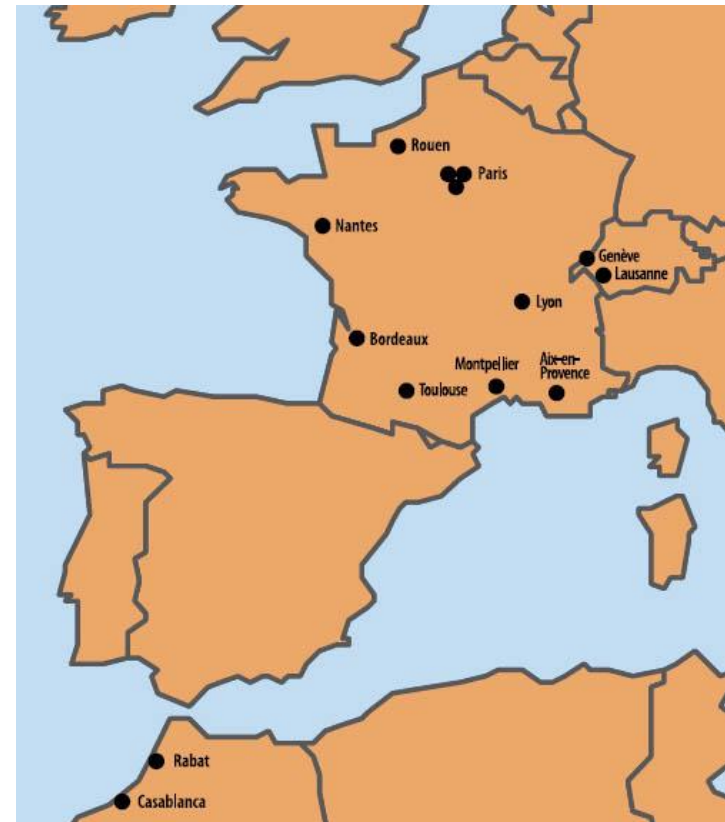 Rouen
Paris
Nantes
Genève
Lausanne
Lyon
Bordeaux
Montpellier
Aix-en-
Provence
Toulouse
Rabat
Casablanca